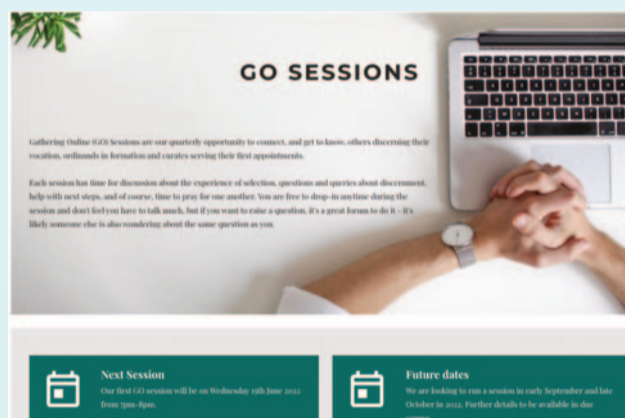 GO SESSIONS
Gathering Online (GO) Sessions are our quarterly opportunity to connect, and get to know, others discerning their
vocation, ordinands in formation and curates serving their first appointments.
Each session has time for discussion about the experience of selection, questions and queries about discernment,
help with next steps, and of course, time to pray for one another. You are free to drop-in anytime during the
session and don't feel you have to talk much, but if you want to raise a question, it's a great forum to do it - it's
likely someone else is also wondering about the same question as you.
Next Session
Our first GO session will be on Wednesday 15th June 2022
from 7pm-8pm.
Future dates
We are looking to run a session in early September and late
October in 2022. Further details to be available in due